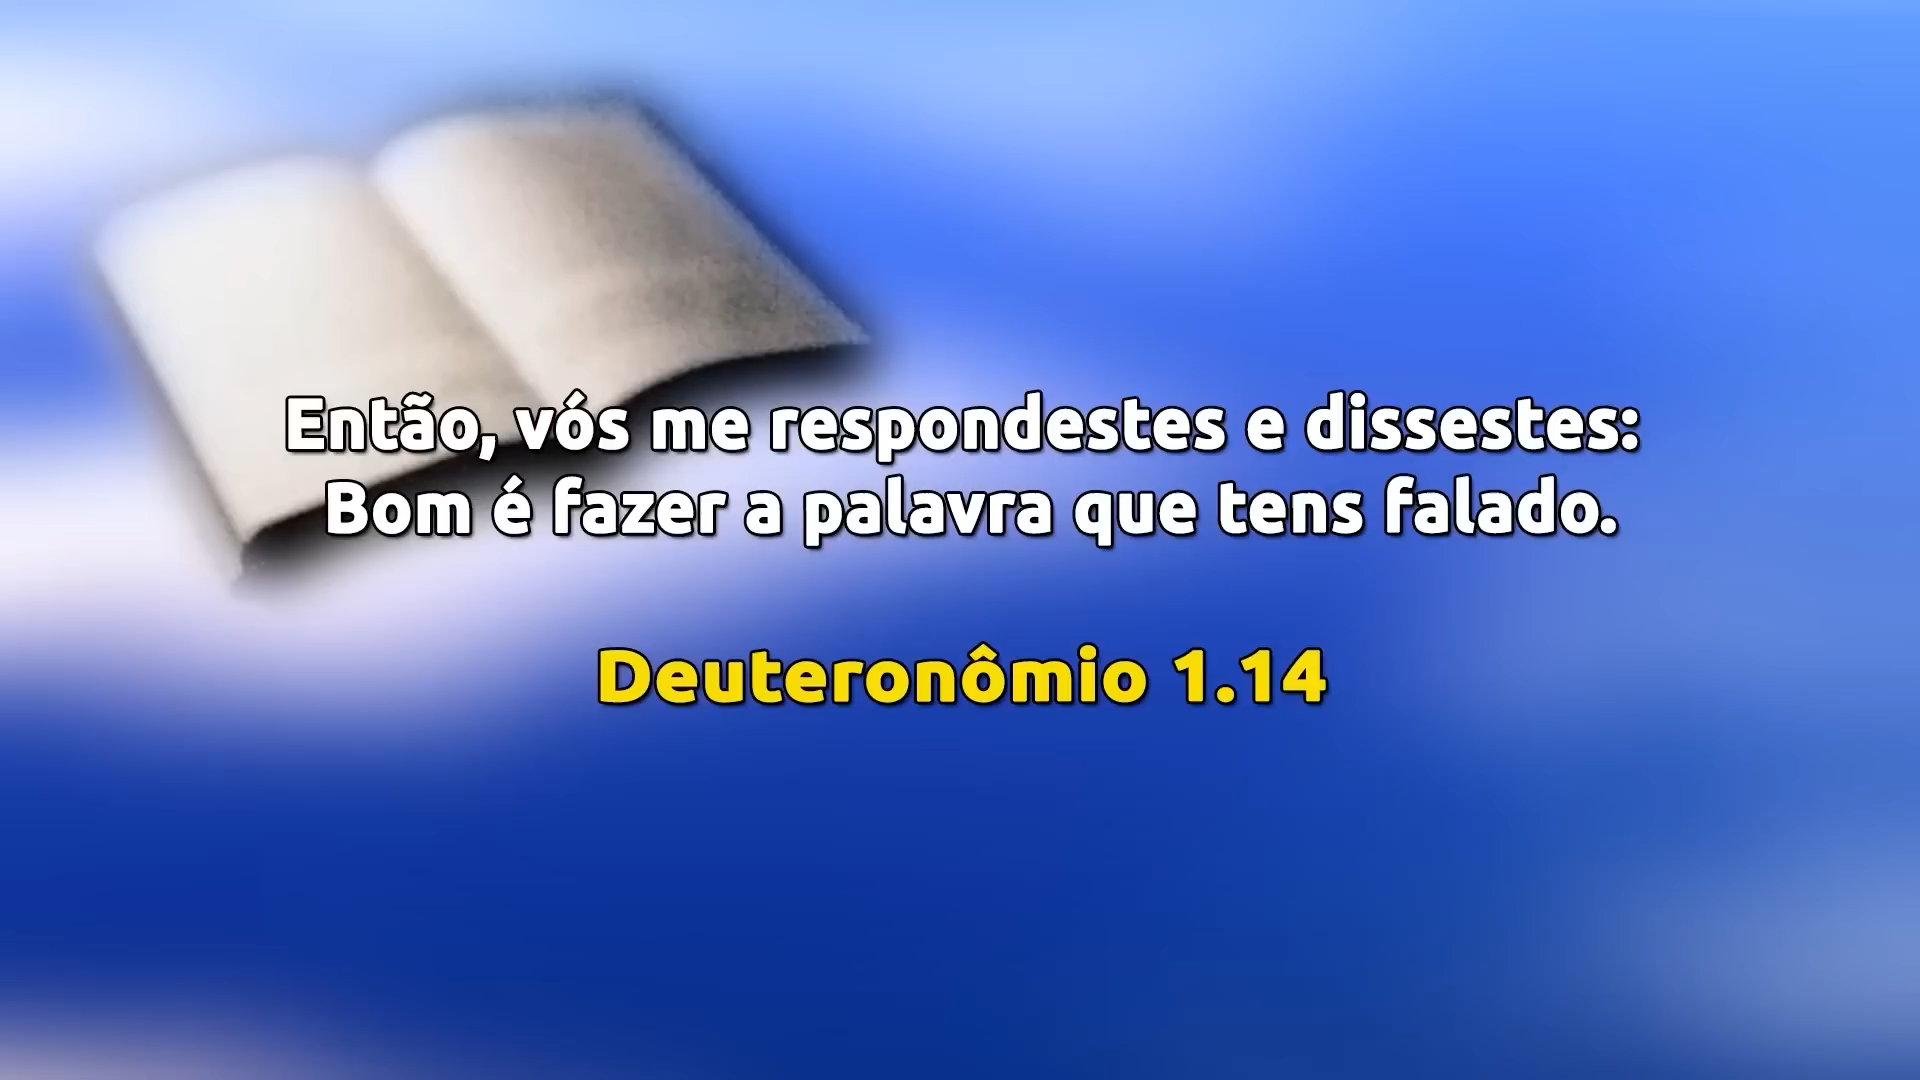 Então, vós me respondestes e dissestes:
Bom é fazer a palavra que tens falado.
Deuteronômio 1.14